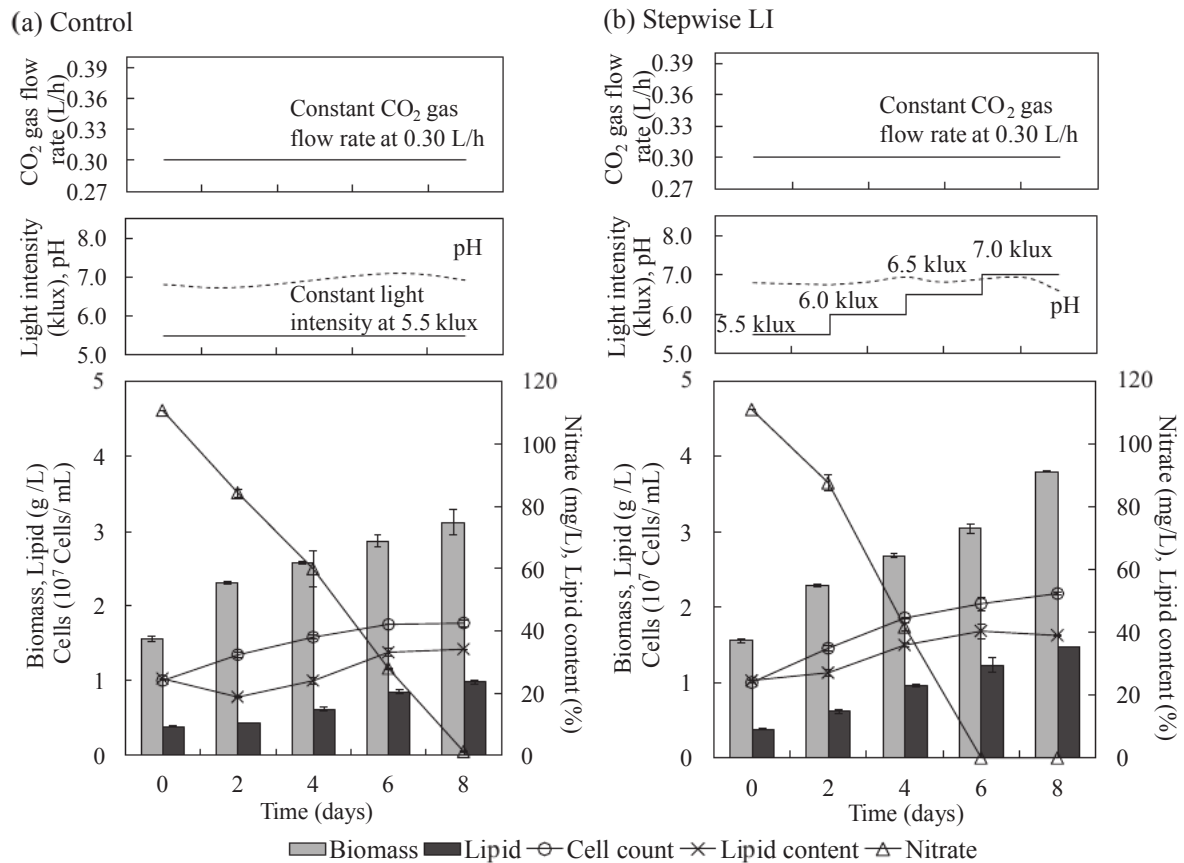 (a) Control
(b) Stepwise LI
CO₂ gas flow
rate (L/h)
0.39
0.36
0.33
0.30
0.27
Constant CO₂ gas
flow rate at 0.30 L/h
CO₂ gas flow
rate (L/h)
0.39
0.36
0.33
0.30
0.27
Constant CO₂ gas
flow rate at 0.30 L/h
Light intensity
(klux), pH
8.0
7.0
6.0
5.0
pH
Constant light
intensity at 5.5 klux
Light intensity
(klux), pH
8.0
7.0
6.0
5.0
5.5 klux
6.0 klux
6.5 klux
7.0 klux
pH
Biomass, Lipid (g /L)
Cells (10⁷ Cells/ mL)
5
4
3
2
1
0
120
100
80
60
40
20
0
Nitrate (mg/L), Lipid content (%)
0 2 4 6 8
Time (days)
Biomass, Lipid (g /L)
Cells (10⁷ Cells/ mL)
5
4
3
2
1
0
120
100
80
60
40
20
0
Nitrate (mg/L), Lipid content (%)
0 2 4 6 8
Time (days)
Biomass Lipid Cell count Lipid content Nitrate